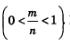 (0 < m/n < 1).